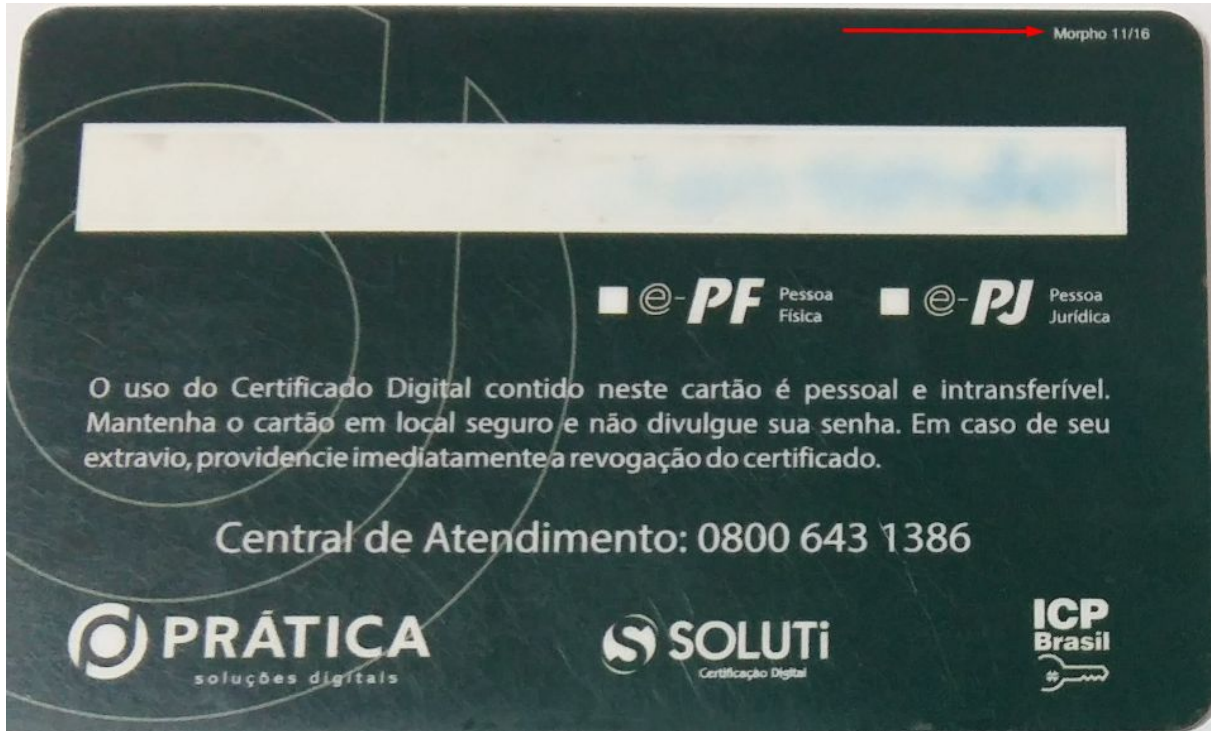 Morpho 11/16
e-PF Pessoa Física
e-PJ Pessoa Jurídica
O uso do Certificado Digital contido neste cartão é pessoal e intransferível.
Mantenha o cartão em local seguro e não divulgue sua senha. Em caso de seu
extravio, providencie imediatamente a revogação do certificado.
Central de Atendimento: 0800 643 1386
PRÁTICA
soluções digitais
SOLUTi
Certificação Digital
ICP
Brasil